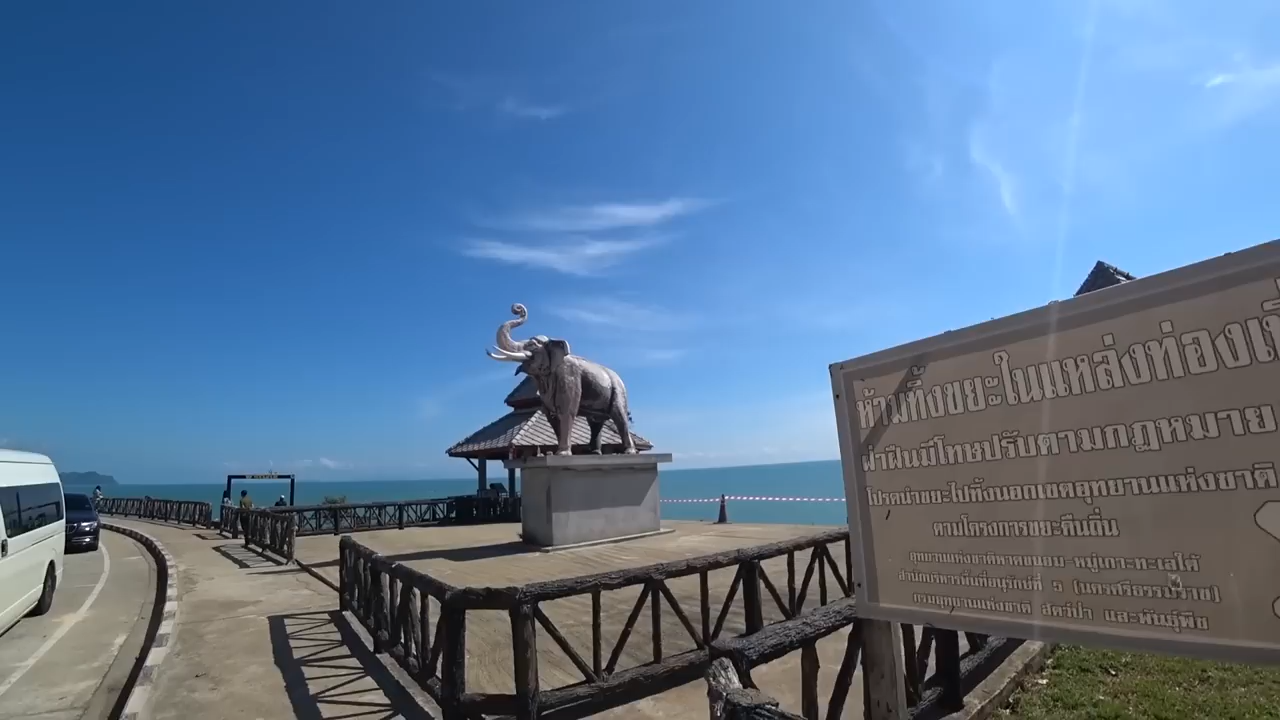 ห้ามทิ้งขยะในแหล่งท่องเที่
ฝ่าฝืนมีโทษปรับตามกฎหมาย
โปรดนำขยะไปทิ้งนอกเขตอุทยานแห่งชาติ
ตามโครงการขยะคืนถิ่น
อุทยานแห่งชาติหาดขนอม-หมู่เกาะทะเลใต้
สำนักบริหารพื้นที่อนุรักษ์ที่ 5 (นครศรีธรรมราช)
กรมอุทยานแห่งชาติ สัตว์ป่า และพันธุ์พืช